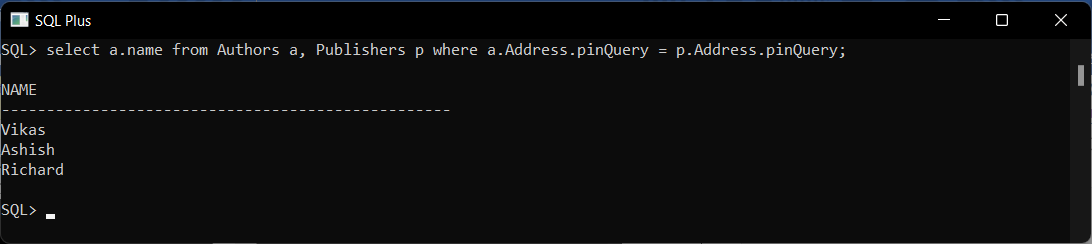 SQL Plus
SQL> select a.name from Authors a, Publishers p where a.Address.pinQuery = p.Address.pinQuery;
NAME
--------------------------------------------------
Vikas
Ashish
Richard
SQL>